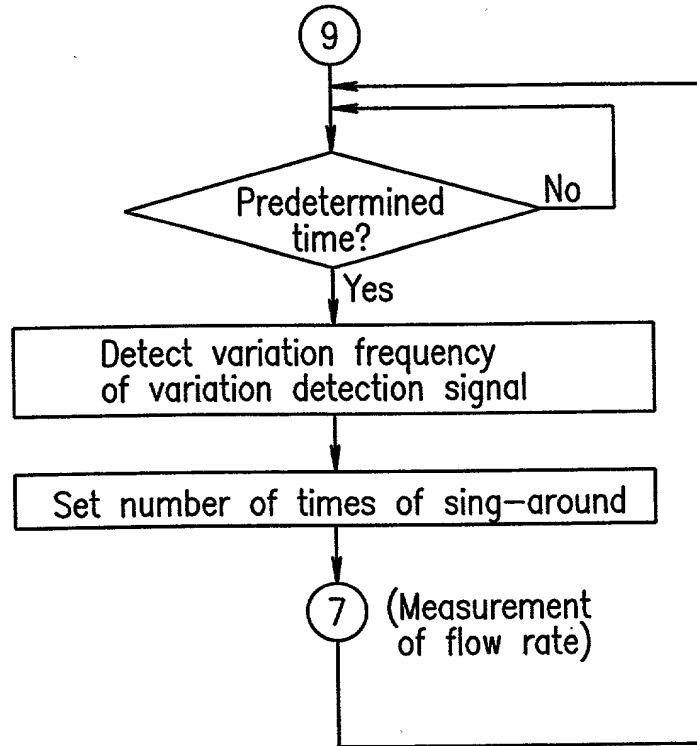 9
Predetermined
time?
No
Yes
Detect variation frequency
of variation detection signal
Set number of times of sing-around
7
(Measurement
of flow rate)